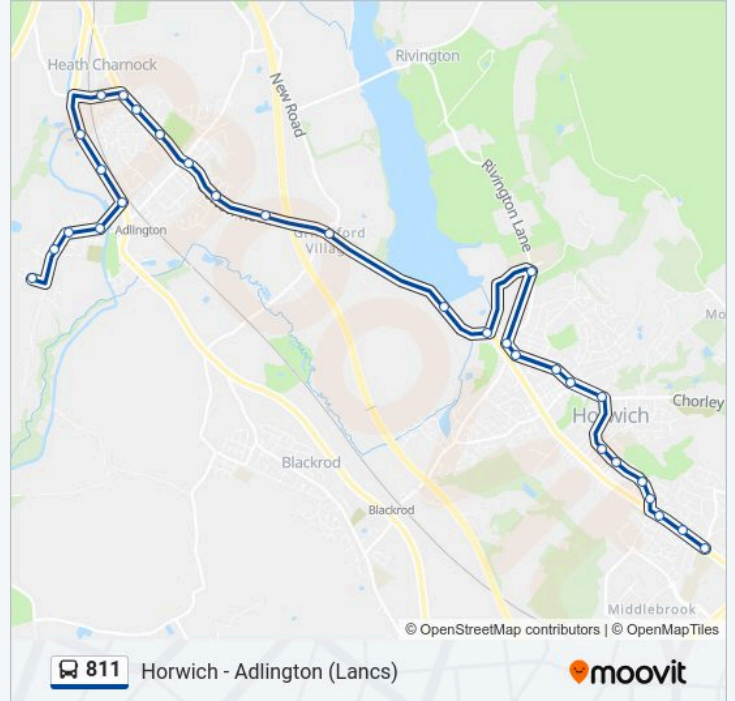 Heath Charnock
Rivington
New Road
Rivington Lane
Adlington
Village
Mo
Chorley
Blackrod
Blackrod
Middlebrook
© OpenStreetMap contributors | © OpenMapTiles
811 Horwich - Adlington (Lancs)
moovit